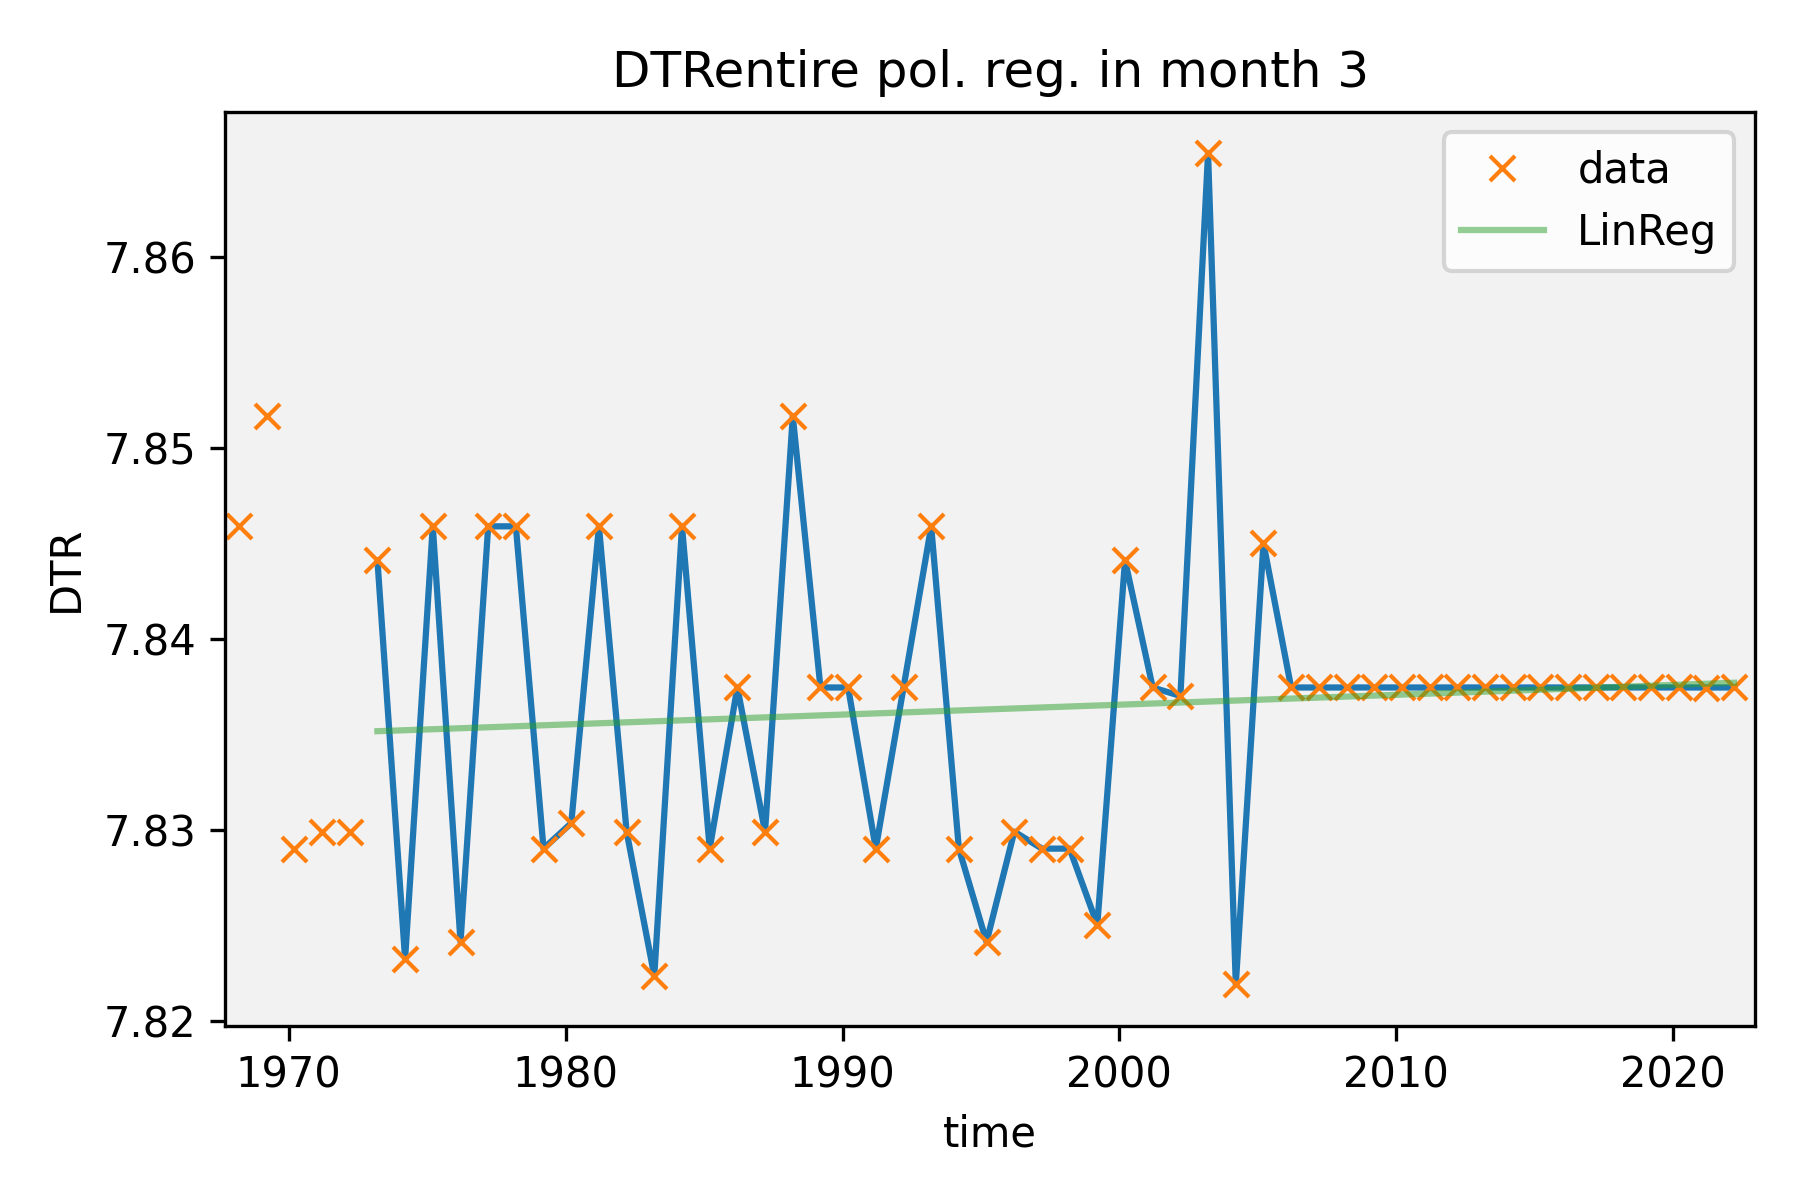 DTRentire pol. reg. in month 3
data
LinReg
7.86
7.85
7.84
7.83
7.82
DTR
1970
1980
1990
2000
2010
2020
time